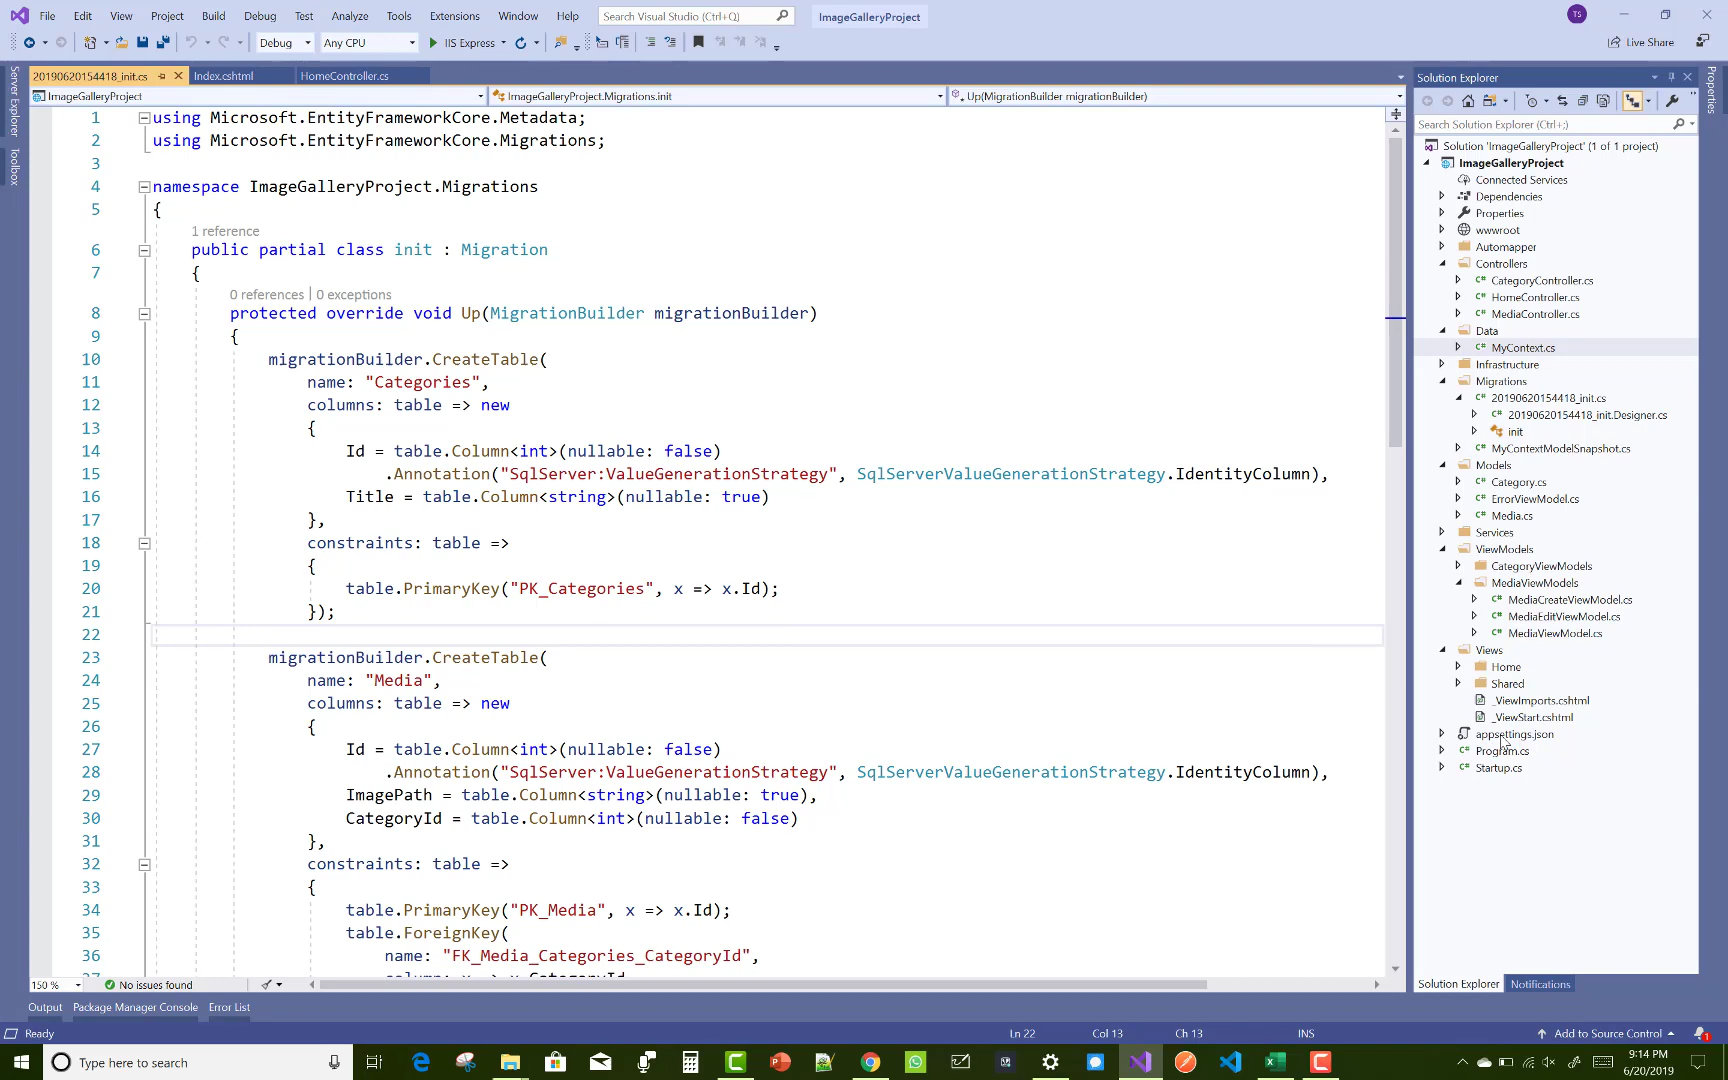 File Edit View Project Build Debug Test Analyze Tools Extensions Window Help Search Visual Studio (Ctrl+Q) ImageGalleryProject TS
Debug Any CPU IIS Express Live Share
20190620154418_init.cs Index.cshtml HomeController.cs
ImageGalleryProject ImageGalleryProject.Migrations.init Up(MigrationBuilder migrationBuilder)
Server Explorer
Toolbox
1 using Microsoft.EntityFrameworkCore.Metadata;
2 using Microsoft.EntityFrameworkCore.Migrations;
3
4 namespace ImageGalleryProject.Migrations
5 {
1 reference
6 public partial class init : Migration
7 {
0 references | 0 exceptions
8 protected override void Up(MigrationBuilder migrationBuilder)
9 {
10 migrationBuilder.CreateTable(
11 name: "Categories",
12 columns: table => new
13 {
14 Id = table.Column<int>(nullable: false)
15 .Annotation("SqlServer:ValueGenerationStrategy", SqlServerValueGenerationStrategy.IdentityColumn),
16 Title = table.Column<string>(nullable: true)
17 },
18 constraints: table =>
19 {
20 table.PrimaryKey("PK_Categories", x => x.Id);
21 });
22
23 migrationBuilder.CreateTable(
24 name: "Media",
25 columns: table => new
26 {
27 Id = table.Column<int>(nullable: false)
28 .Annotation("SqlServer:ValueGenerationStrategy", SqlServerValueGenerationStrategy.IdentityColumn),
29 ImagePath = table.Column<string>(nullable: true),
30 CategoryId = table.Column<int>(nullable: false)
31 },
32 constraints: table =>
33 {
34 table.PrimaryKey("PK_Media", x => x.Id);
35 table.ForeignKey(
36 name: "FK_Media_Categories_CategoryId",
37 column: x => x.CategoryId,
150 % No issues found
Output Package Manager Console Error List
Solution Explorer
Search Solution Explorer (Ctrl+;)
Solution 'ImageGalleryProject' (1 of 1 project)
ImageGalleryProject
Connected Services
Dependencies
Properties
wwwroot
Automapper
Controllers
CategoryController.cs
HomeController.cs
MediaController.cs
Data
MyContext.cs
Infrastructure
Migrations
20190620154418_init.cs
20190620154418_init.Designer.cs
init
MyContextModelSnapshot.cs
Models
Category.cs
ErrorViewModel.cs
Media.cs
Services
ViewModels
CategoryViewModels
MediaViewModels
MediaCreateViewModel.cs
MediaEditViewModel.cs
MediaViewModel.cs
Views
Home
Shared
_ViewImports.cshtml
_ViewStart.cshtml
appsettings.json
Program.cs
Startup.cs
Solution Explorer Notifications
Properties
Ready Ln 22 Col 13 Ch 13 INS Add to Source Control 1
Type here to search 9:14 PM
6/20/2019